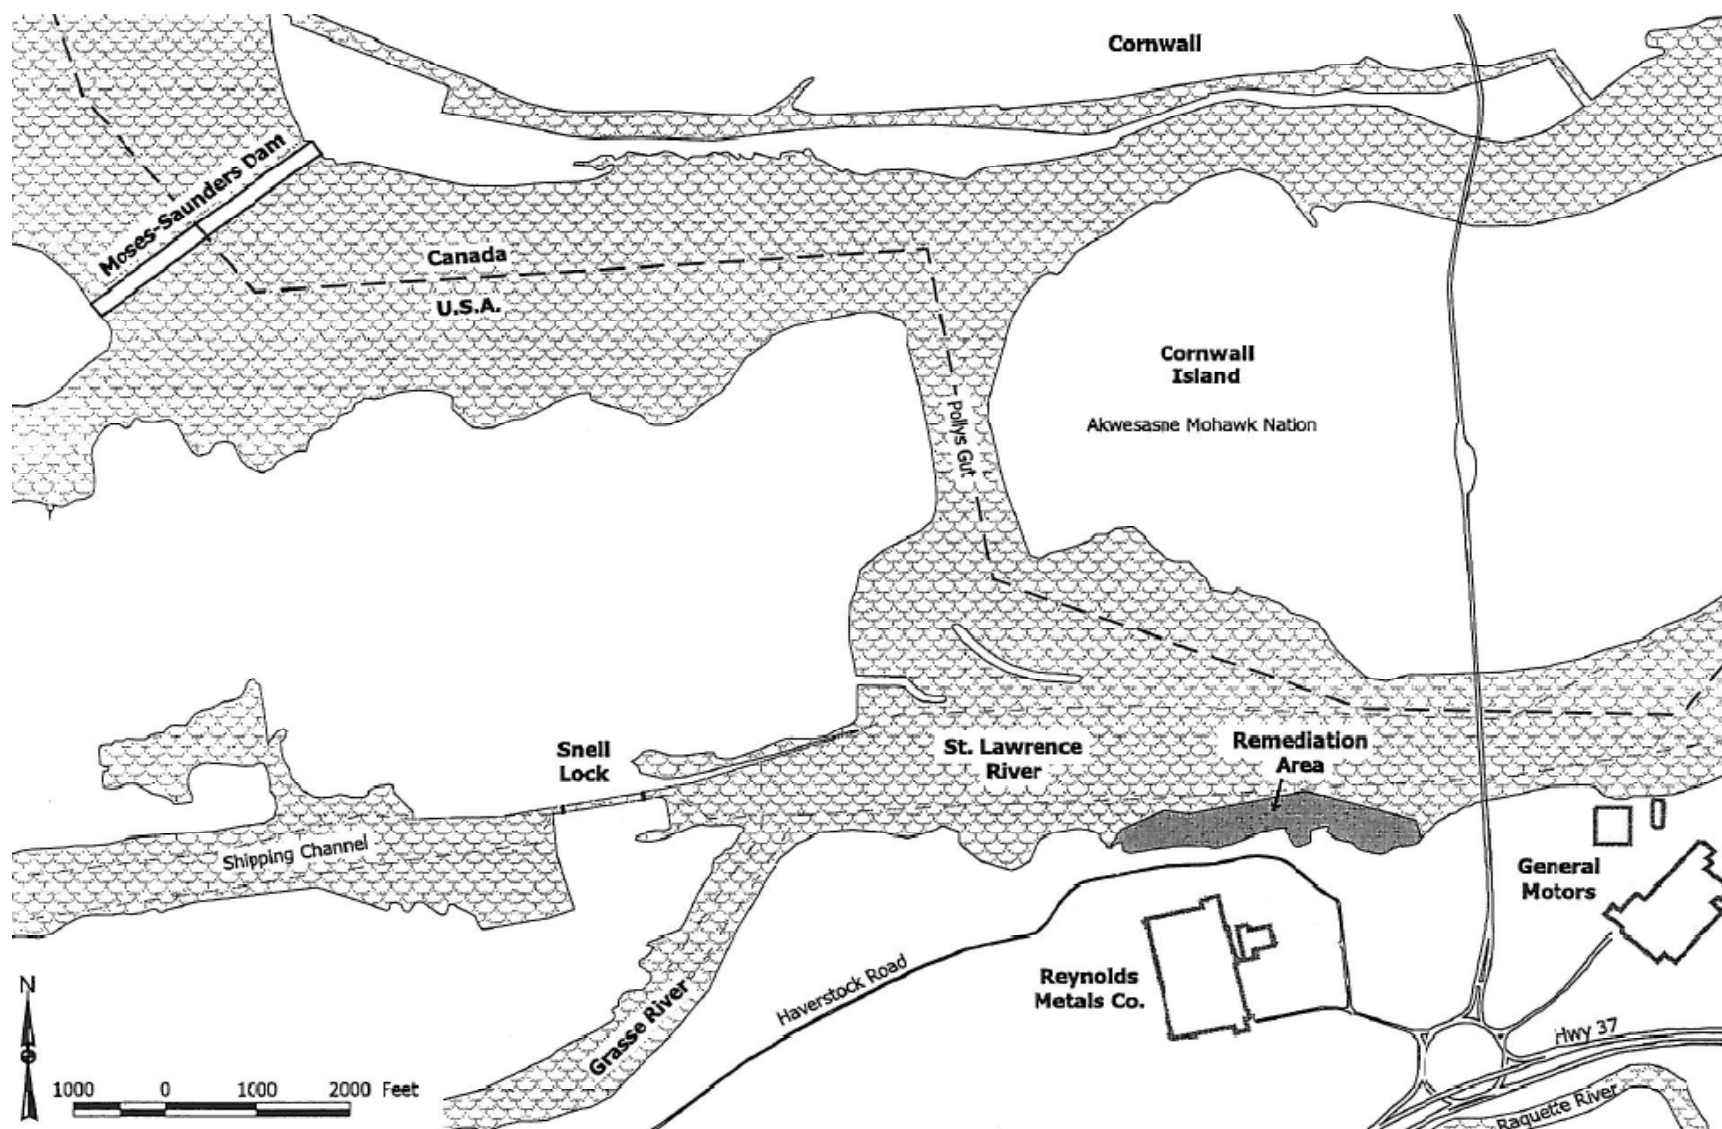 Cornwall
Moses-Saunders Dam
Canada
U.S.A.
Cornwall
Island
Akwesasne Mohawk Nation
Pollys Gut
St. Lawrence
River
Remediation
Area
Snell
Lock
Shipping Channel
General
Motors
Reynolds
Metals Co.
Haverstock Road
Grasse River
Hwy 37
Raquette River
N
1000 0 1000 2000 Feet